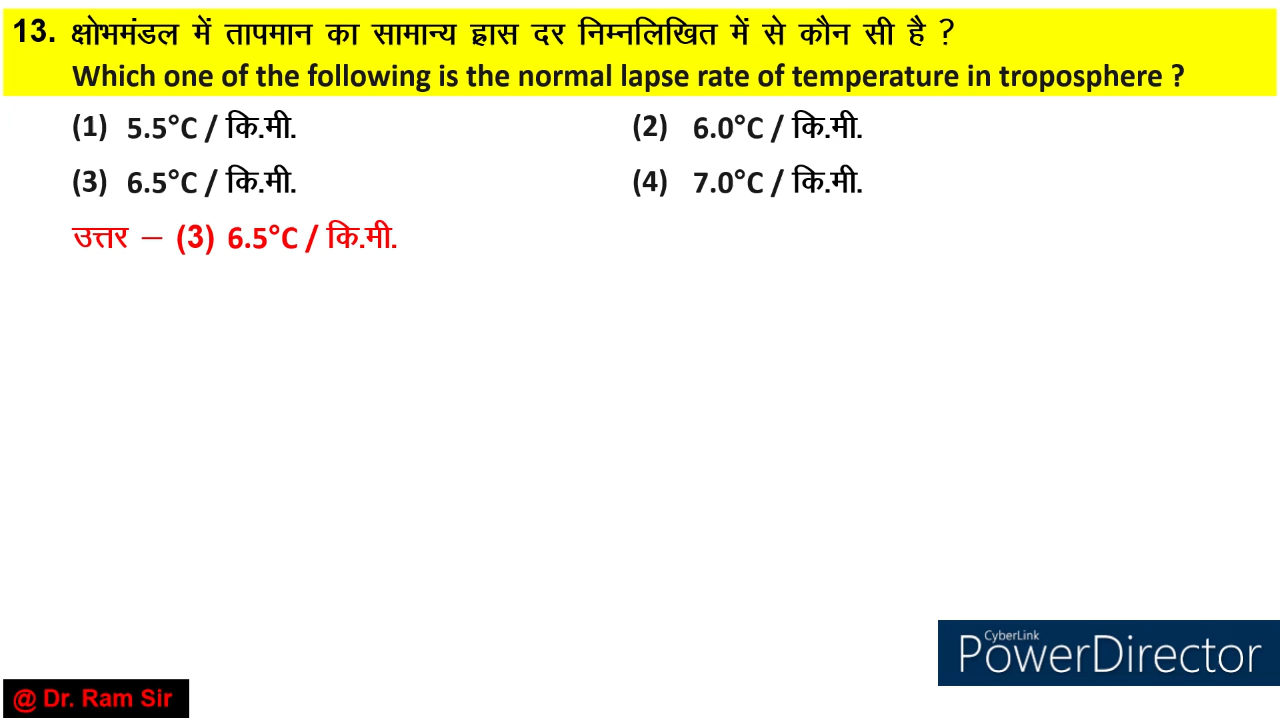 13. क्षोभमंडल में तापमान का सामान्य ह्रास दर निम्नलिखित में से कौन सी है ?
Which one of the following is the normal lapse rate of temperature in troposphere ?
(1) 5.5°C / कि.मी. (2) 6.0°C / कि.मी.
(3) 6.5°C / कि.मी. (4) 7.0°C / कि.मी.
उत्तर – (3) 6.5°C / कि.मी.
CyberLink
PowerDirector
@ Dr. Ram Sir